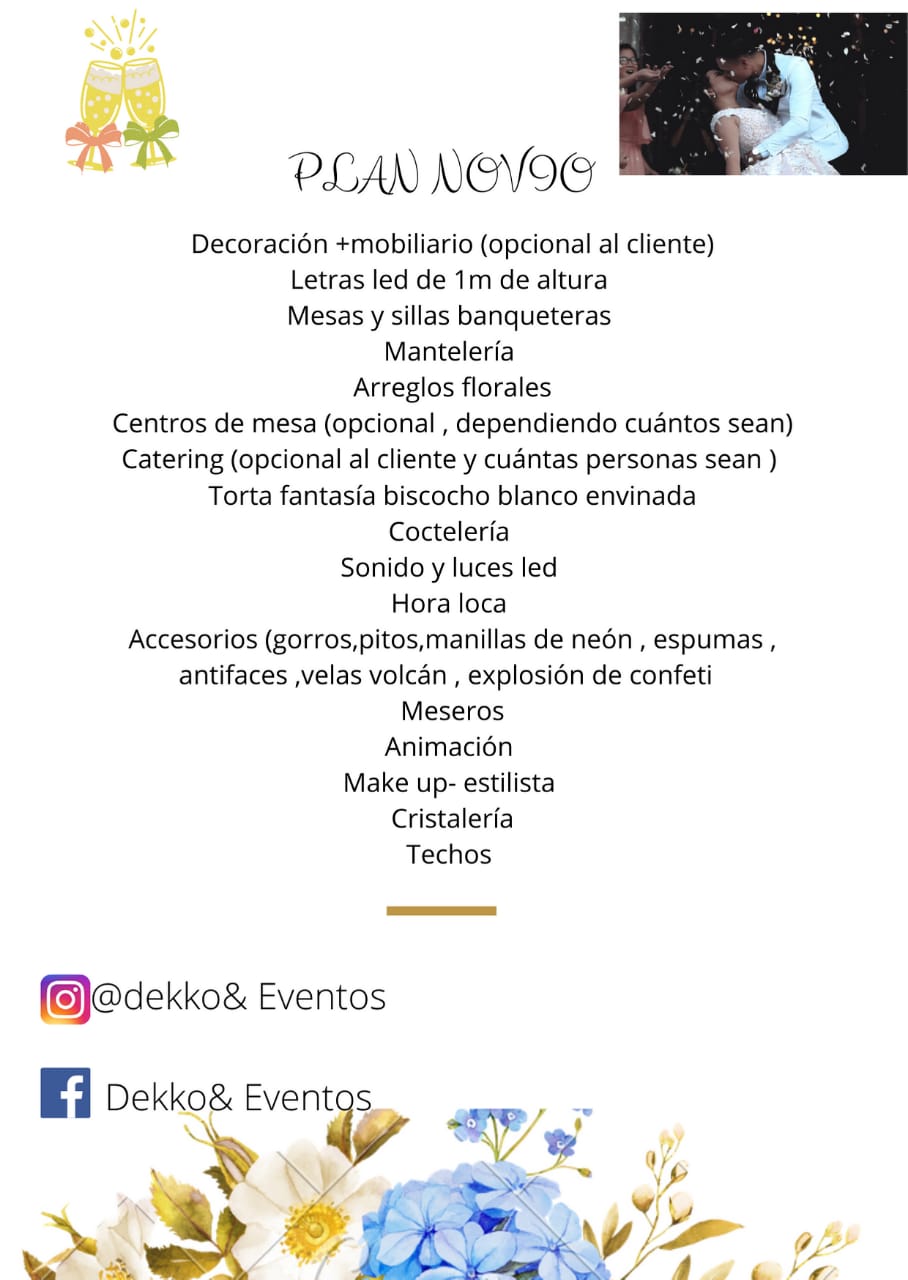 PLAN NOVIO
Decoración +mobiliario (opcional al cliente)
Letras led de 1m de altura
Mesas y sillas banqueteras
Mantelería
Arreglos florales
Centros de mesa (opcional , dependiendo cuántos sean)
Catering (opcional al cliente y cuántas personas sean )
Torta fantasía biscocho blanco envinada
Coctelería
Sonido y luces led
Hora loca
Accesorios (gorros,pitos,manillas de neón , espumas ,
antifaces ,velas volcán , explosión de confeti
Meseros
Animación
Make up- estilista
Cristalería
Techos
@dekko& Eventos
Dekko& Eventos